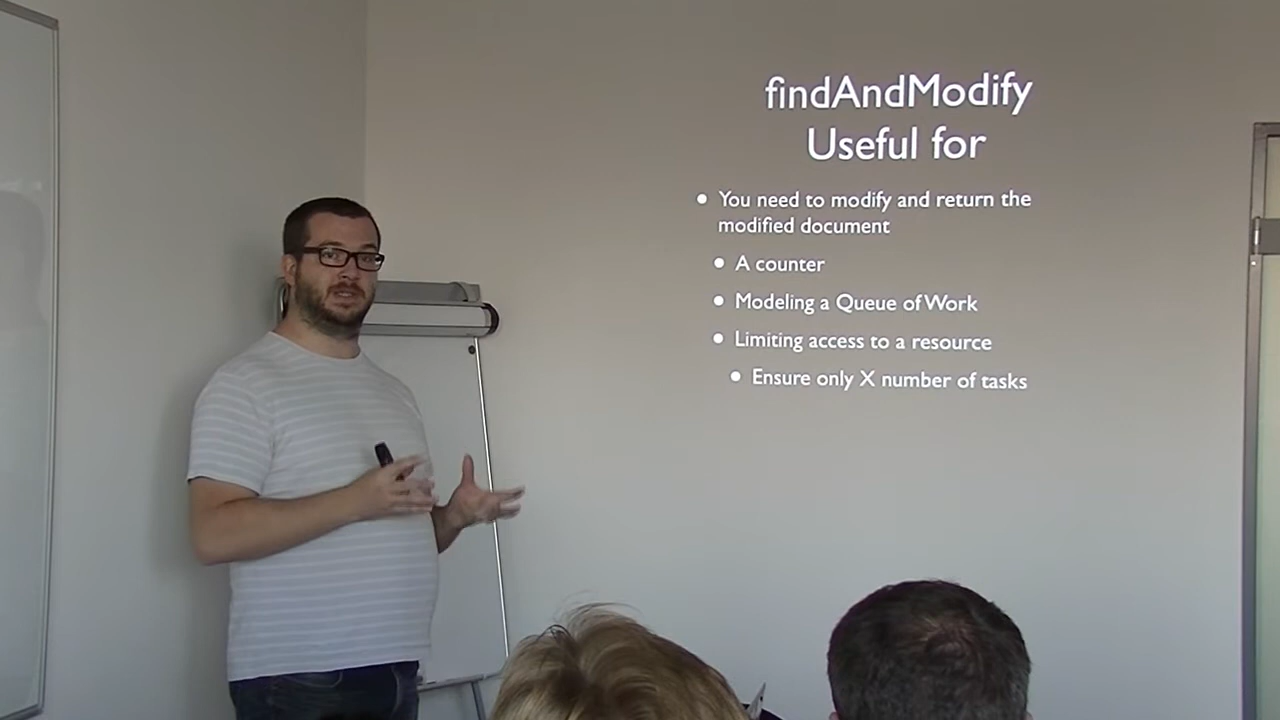 findAndModify
Useful for
• You need to modify and return the
modified document
• A counter
• Modeling a Queue of Work
• Limiting access to a resource
• Ensure only X number of tasks